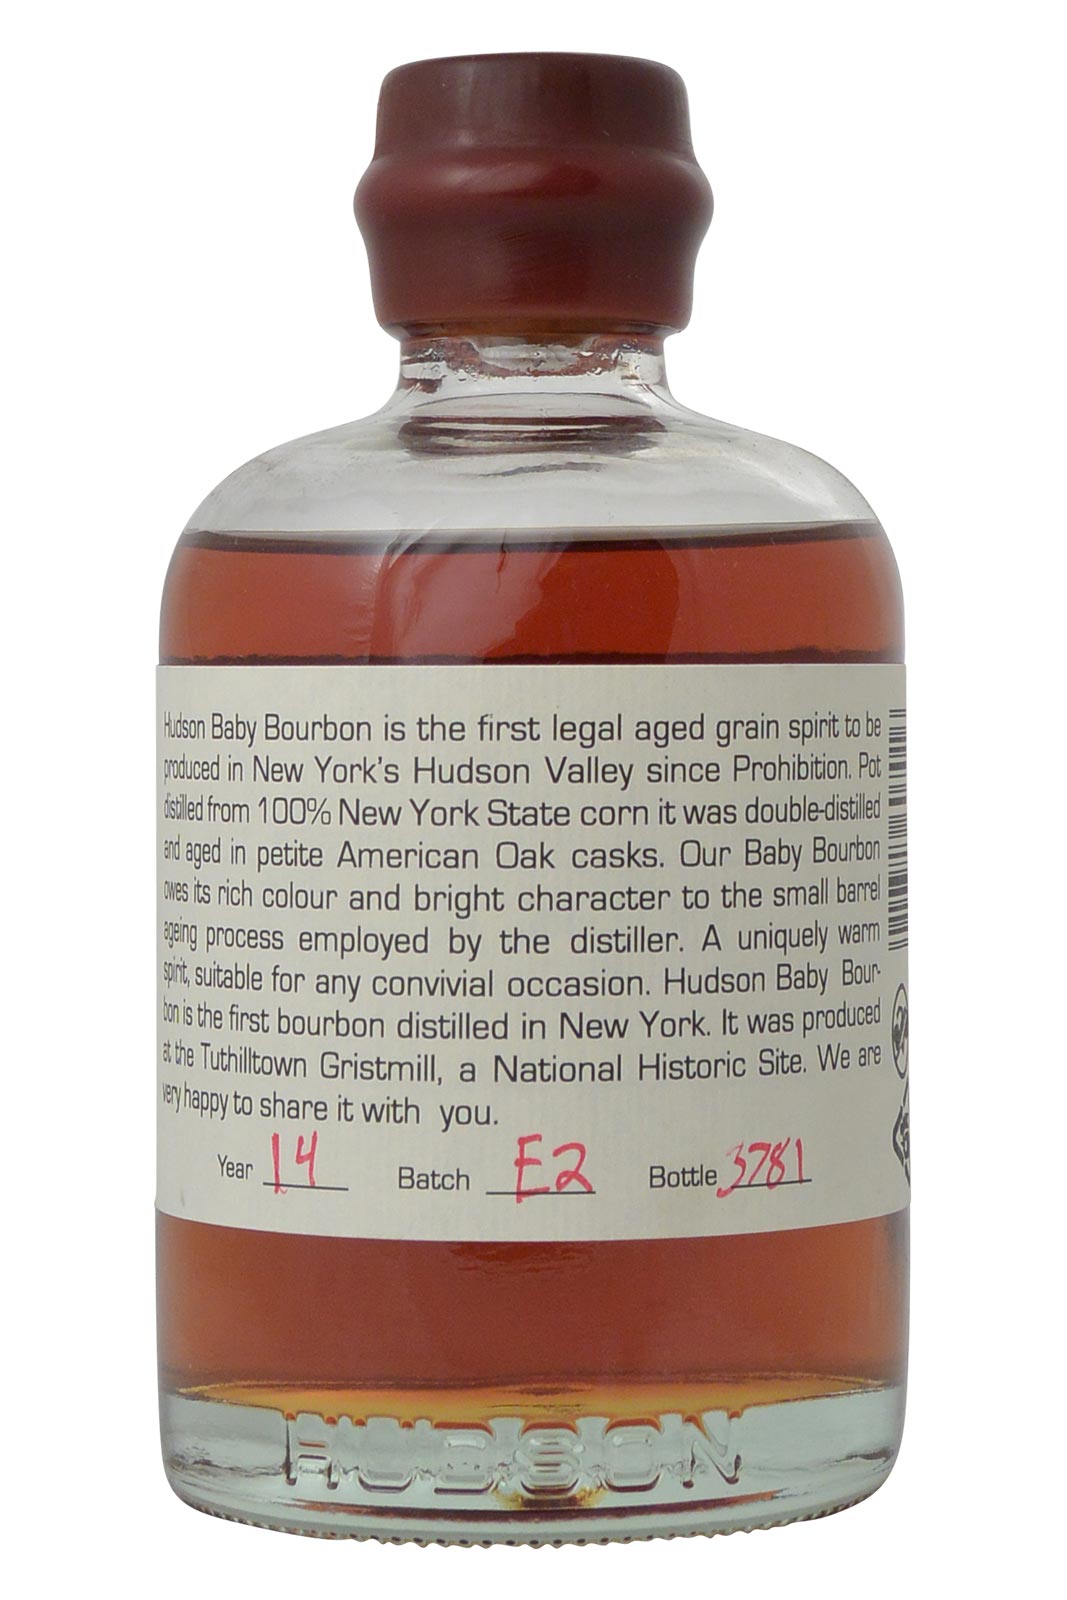 Hudson Baby Bourbon is the first legal aged grain spirit to be
produced in New York's Hudson Valley since Prohibition. Pot
distilled from 100% New York State corn it was double-distilled
and aged in petite American Oak casks. Our Baby Bourbon
owes its rich colour and bright character to the small barrel
ageing process employed by the distiller. A uniquely warm
spirit, suitable for any convivial occasion. Hudson Baby Bour-
bon is the first bourbon distilled in New York. It was produced
at the Tuthilltown Gristmill, a National Historic Site. We are
very happy to share it with you.
Year 14 Batch E2 Bottle 3781
HUDSON